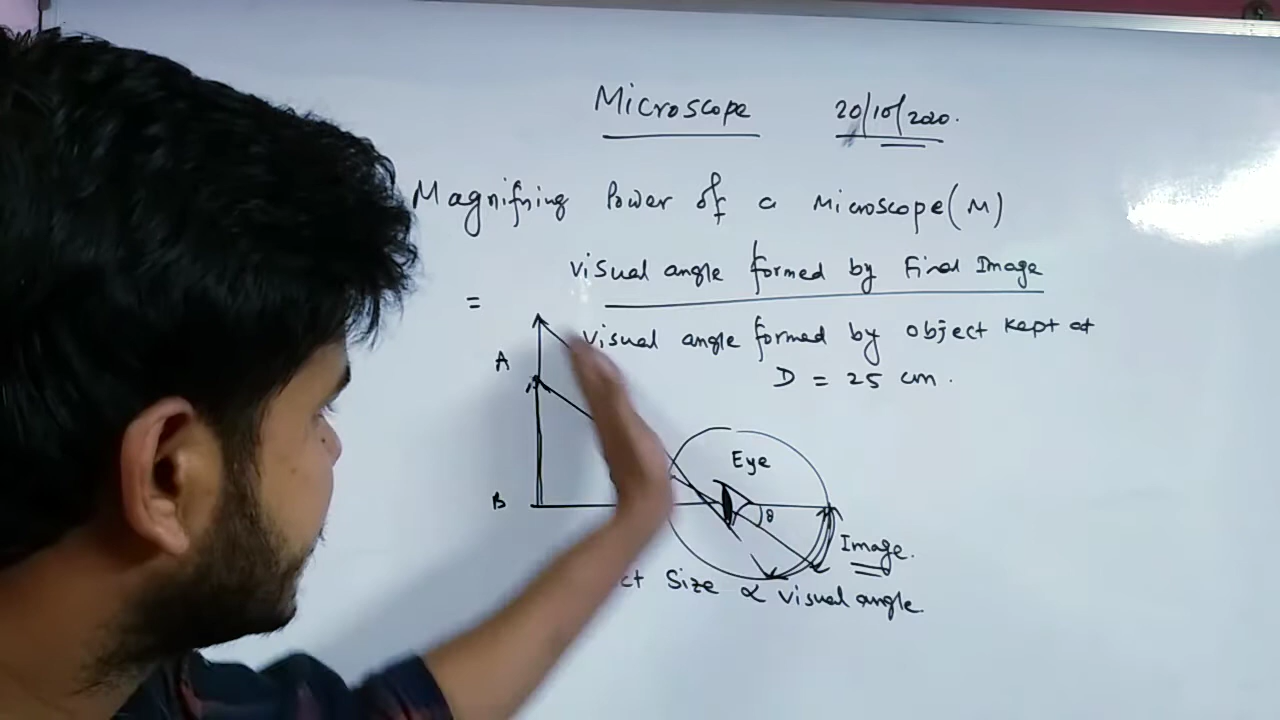 Microscope 20/10/2020.
Magnifying Power of a Microscope (M)
= visual angle formed by Final Image
visual angle formed by object kept at
D = 25 cm.
A
Eye
B
θ
Image.
ct Size ∝ visual angle.